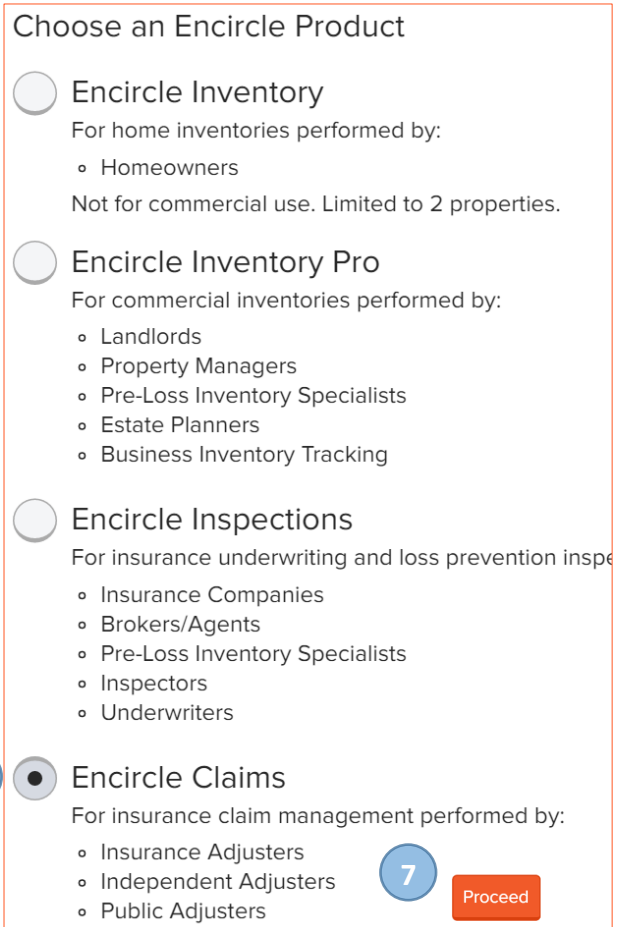 Choose an Encircle Product
Encircle Inventory
For home inventories performed by:
Homeowners
Not for commercial use. Limited to 2 properties.
Encircle Inventory Pro
For commercial inventories performed by:
Landlords
Property Managers
Pre-Loss Inventory Specialists
Estate Planners
Business Inventory Tracking
Encircle Inspections
For insurance underwriting and loss prevention
Insurance Companies
Brokers/Agents
Pre-Loss Inventory Specialists
Inspectors
Underwriters
Encircle Claims
For insurance claim management performed by:
Insurance Adjusters
Independent Adjusters
7
Proceed
Public Adjusters